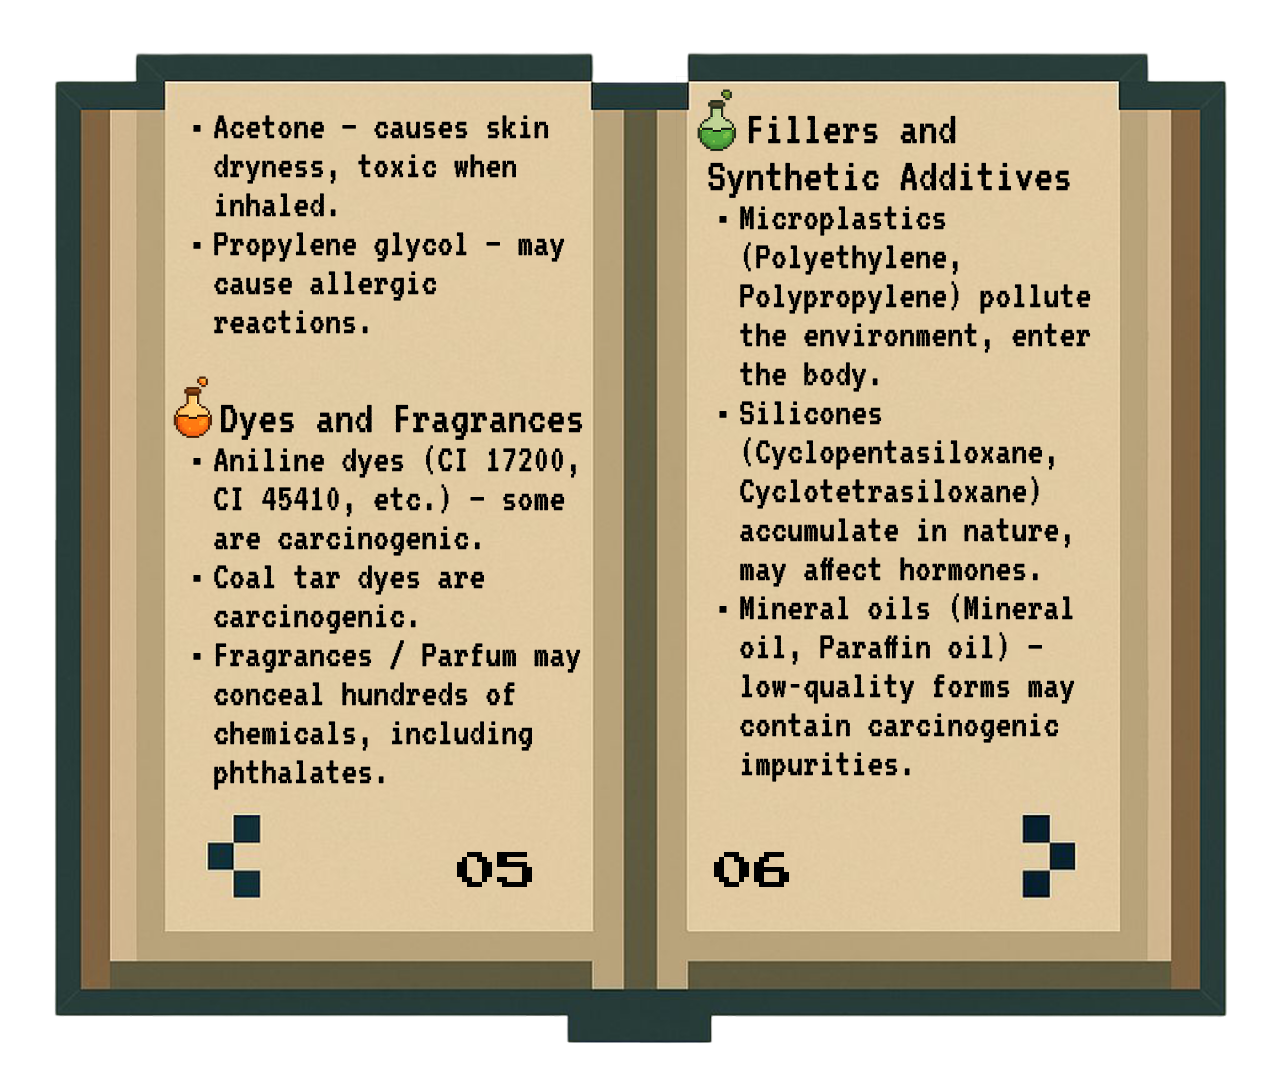 ▪ Acetone – causes skin
dryness, toxic when
inhaled.
▪ Propylene glycol – may
cause allergic
reactions.
Dyes and Fragrances
▪ Aniline dyes (CI 17200,
CI 45410, etc.) – some
are carcinogenic.
▪ Coal tar dyes are
carcinogenic.
▪ Fragrances / Parfum may
conceal hundreds of
chemicals, including
phthalates.
05
Fillers and
Synthetic Additives
▪ Microplastics
(Polyethylene,
Polypropylene) pollute
the environment, enter
the body.
▪ Silicones
(Cyclopentasiloxane,
Cyclotetrasiloxane)
accumulate in nature,
may affect hormones.
▪ Mineral oils (Mineral
oil, Paraffin oil) –
low-quality forms may
contain carcinogenic
impurities.
06